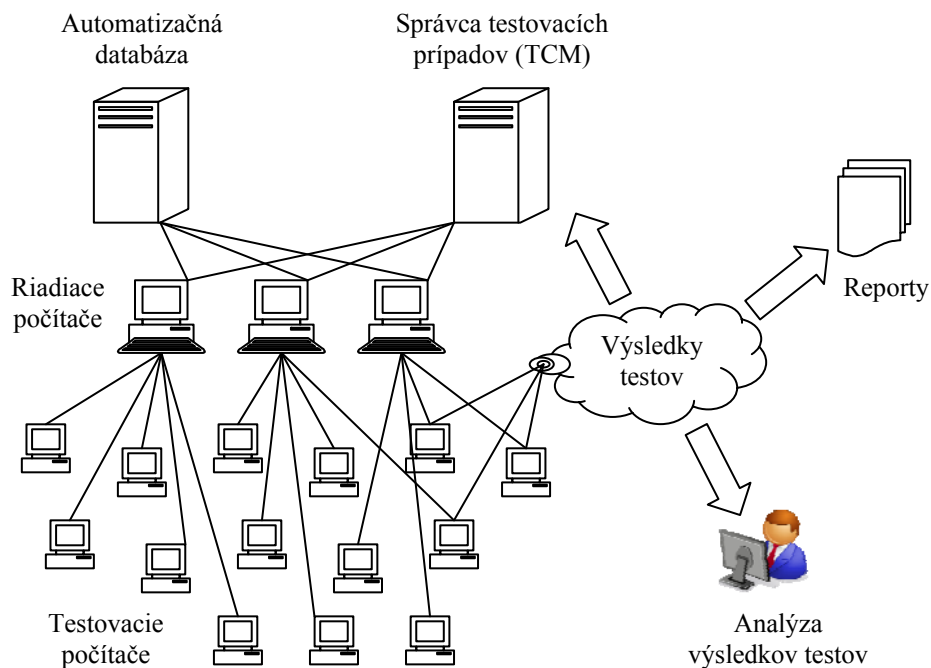 Automatizačná
databáza
Správca testovacích
prípadov (TCM)
Riadiace
počítače
Výsledky
testov
Reporty
Testovacie
počítače
Analýza
výsledkov testov